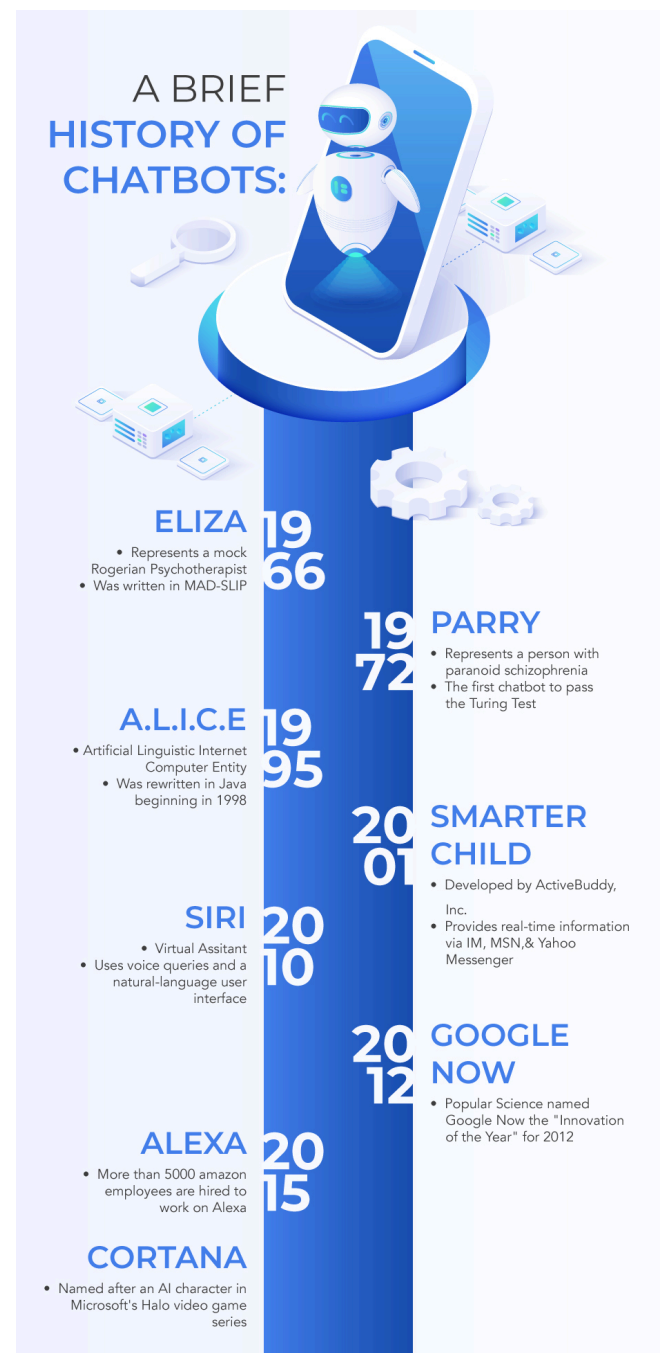 A BRIEF
HISTORY OF
CHATBOTS:
ELIZA
• Represents a mock
Rogerian Psychotherapist
• Was written in MAD-SLIP
19
66
19
72
PARRY
• Represents a person with
paranoid schizophrenia
• The first chatbot to pass
the Turing Test
A.L.I.C.E
• Artificial Linguistic Internet
Computer Entity
• Was rewritten in Java
beginning in 1998
19
95
20
01
SMARTER
CHILD
• Developed by ActiveBuddy,
Inc.
• Provides real-time information
via IM, MSN,& Yahoo
Messenger
SIRI
• Virtual Assitant
• Uses voice queries and a
natural-language user
interface
20
10
20
12
GOOGLE
NOW
• Popular Science named
Google Now the "Innovation
of the Year" for 2012
ALEXA
• More than 5000 amazon
employees are hired to
work on Alexa
20
15
CORTANA
• Named after an AI character in
Microsoft's Halo video game
series